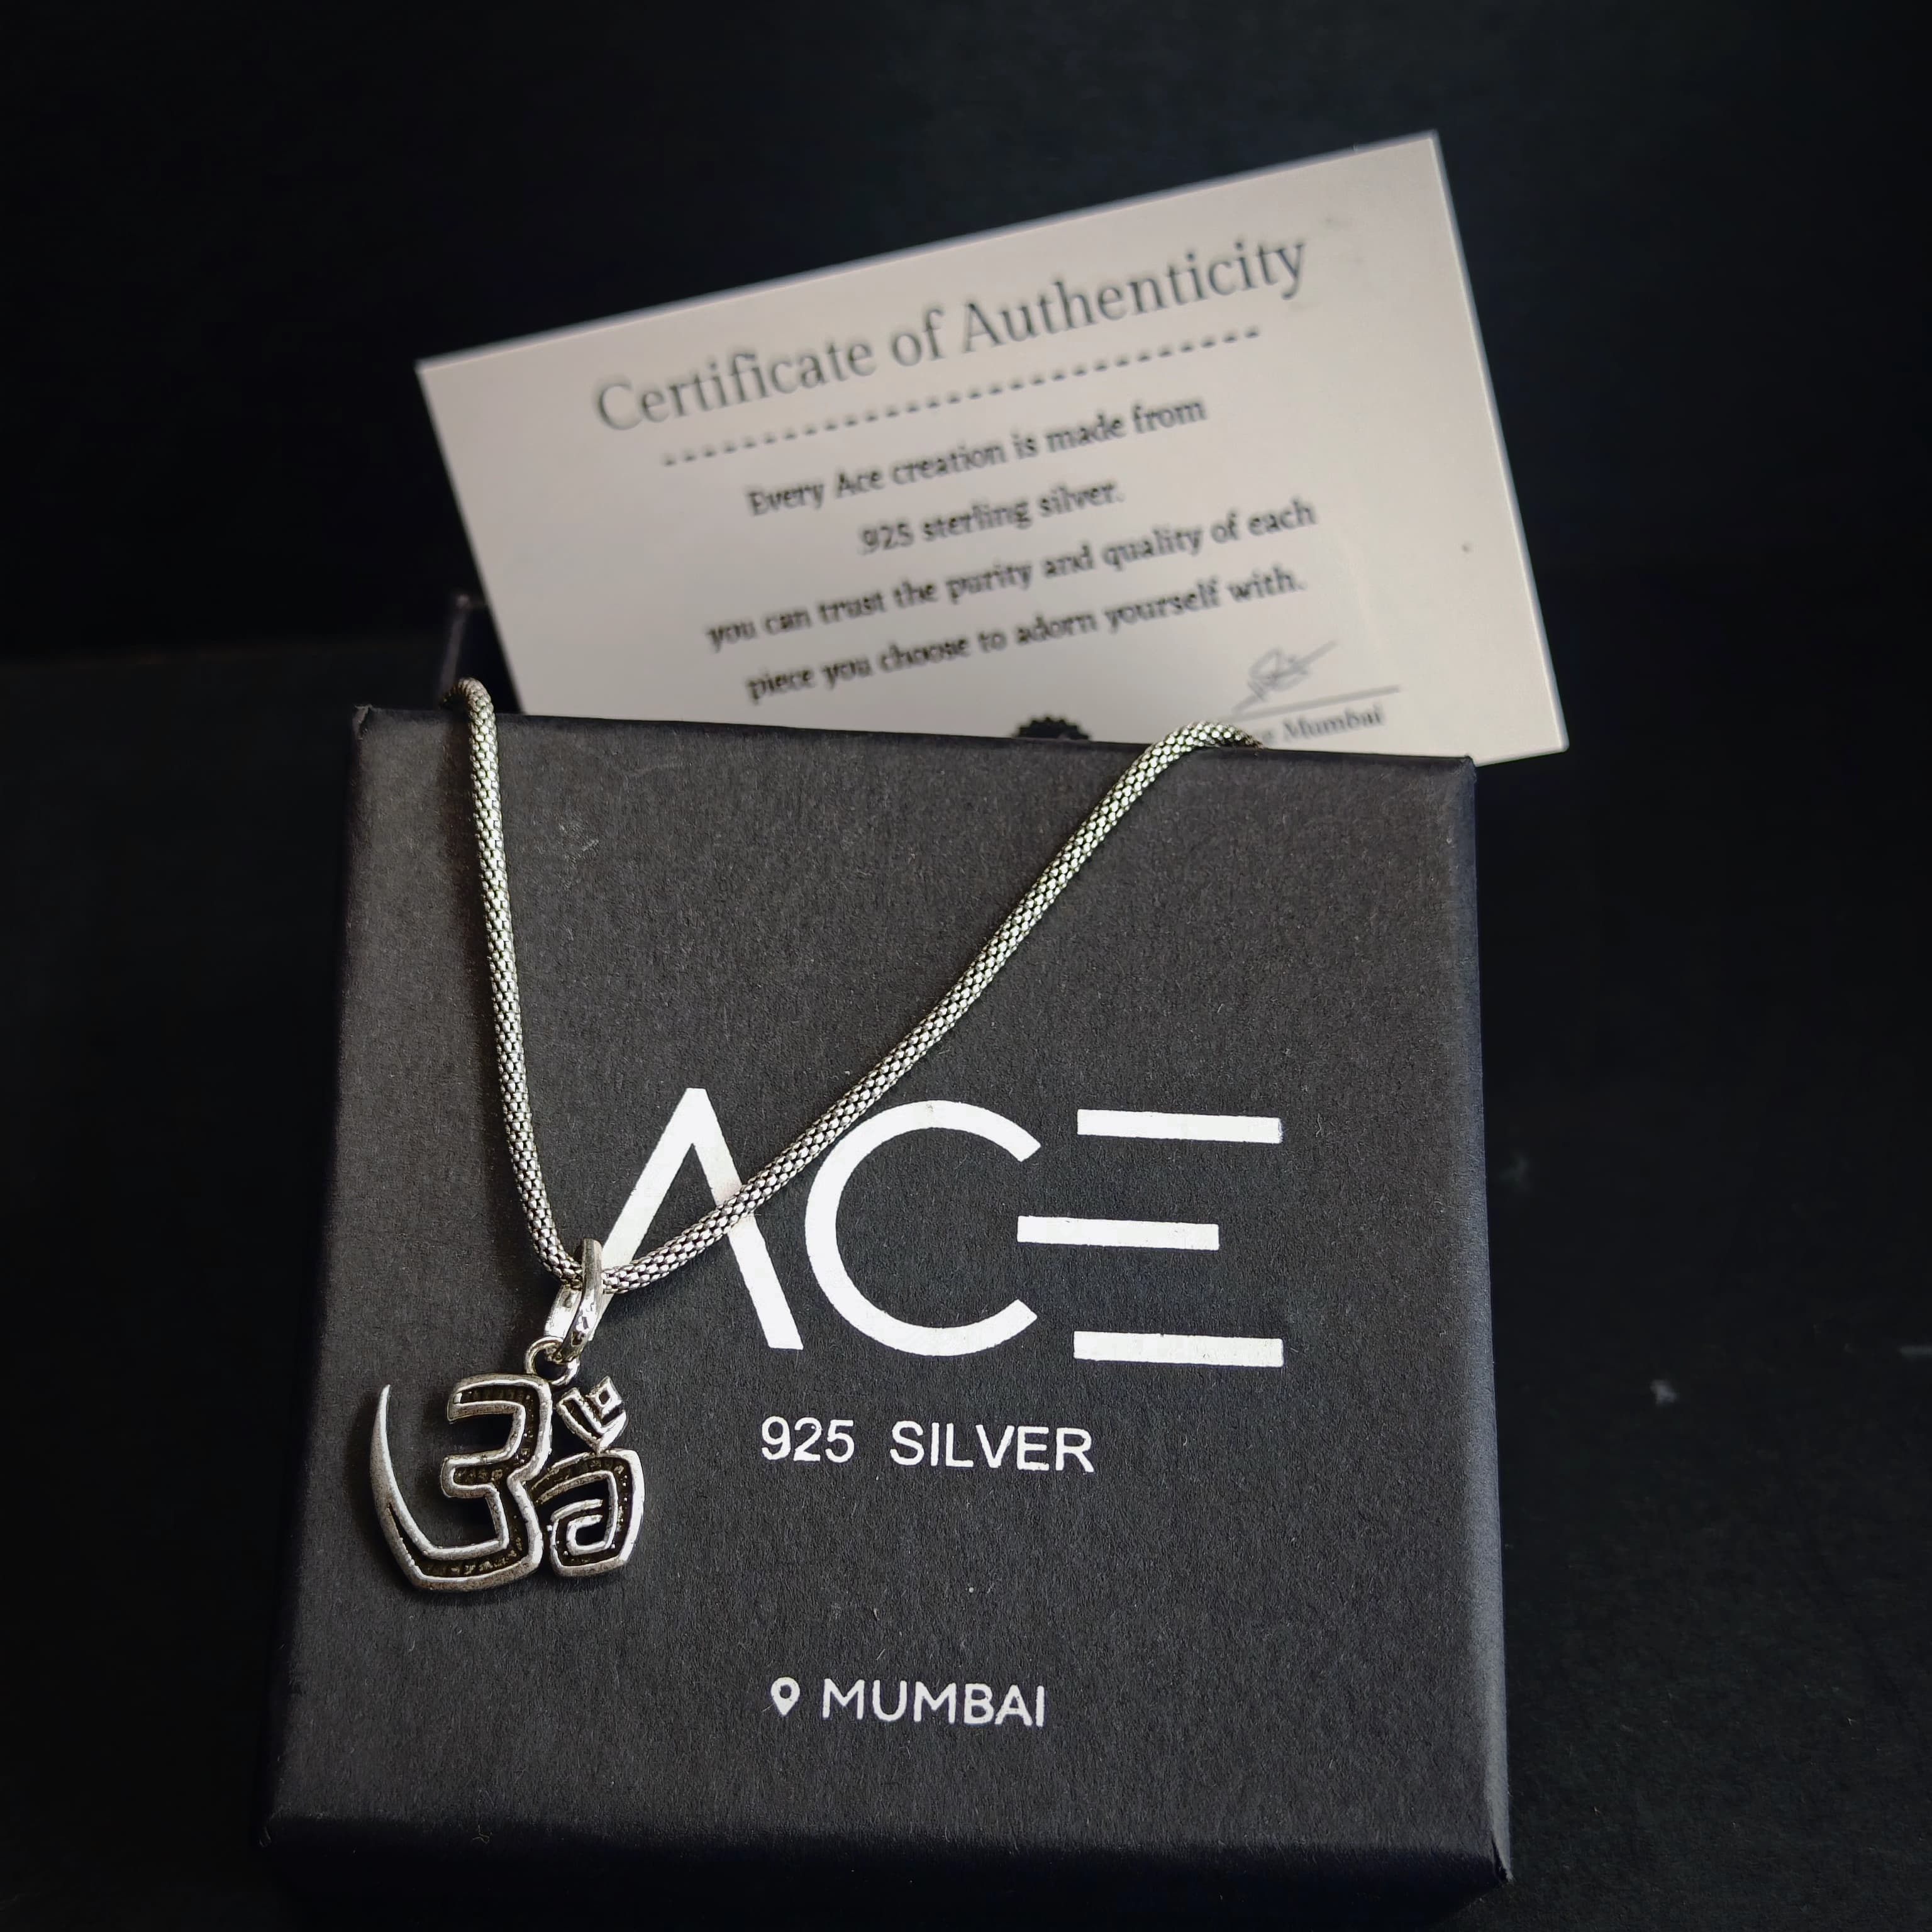 Certificate of Authenticity
Every Ace creation is made from
925 sterling silver.
you can trust the purity and quality of each
piece you choose to adorn yourself with.
Mumbai
ACE
925 SILVER
MUMBAI
ॐ